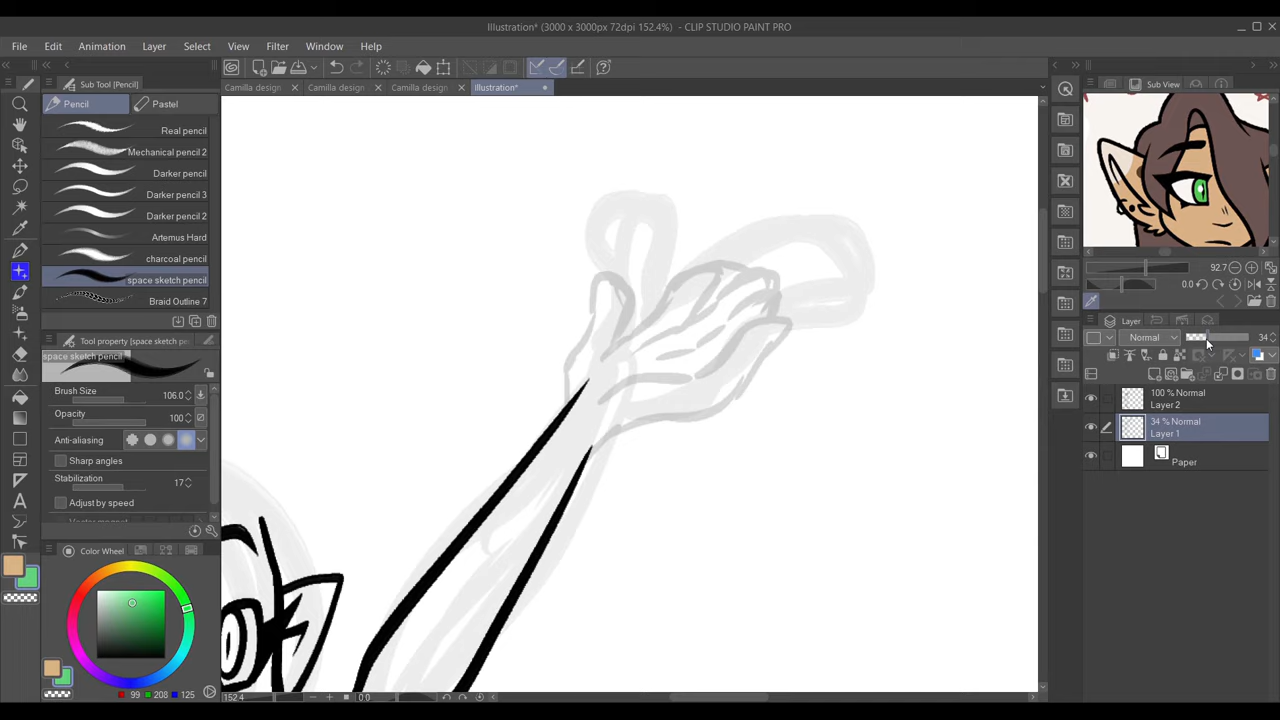 Illustration* (3000 x 3000px 72dpi 152.4%) - CLIP STUDIO PAINT PRO
File Edit Animation Layer Select View Filter Window Help
Sub Tool [Pencil]
Camilla design Camilla design Camilla design Illustration*
Sub View
Pencil Pastel
Real pencil
Mechanical pencil 2
Darker pencil
Darker pencil 3
Darker pencil 2
Artemus Hard
charcoal pencil
space sketch pencil
Braid Outline 7
92.7
0.0
Layer
Normal 34
Tool property [space sketch pen
space sketch pencil
Brush Size 106.0
Opacity 100
Anti-aliasing
Sharp angles
Stabilization 17
Adjust by speed
100 % Normal
Layer 2
34 % Normal
Layer 1
Paper
Color Wheel
99 208 125
152.4 0.0